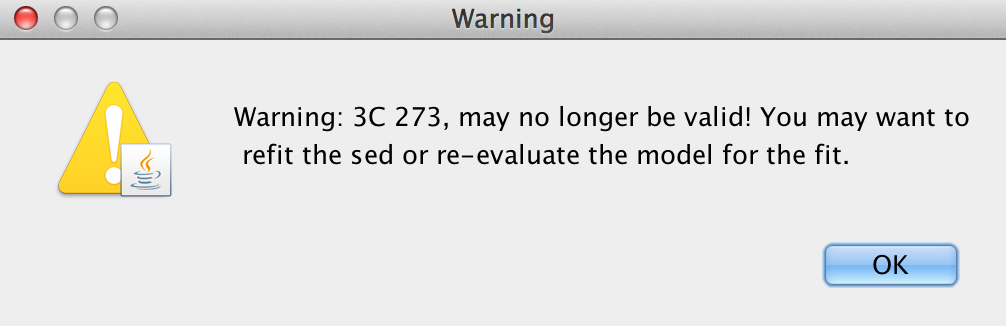 Warning
Warning: 3C 273, may no longer be valid! You may want to
refit the sed or re-evaluate the model for the fit.
OK